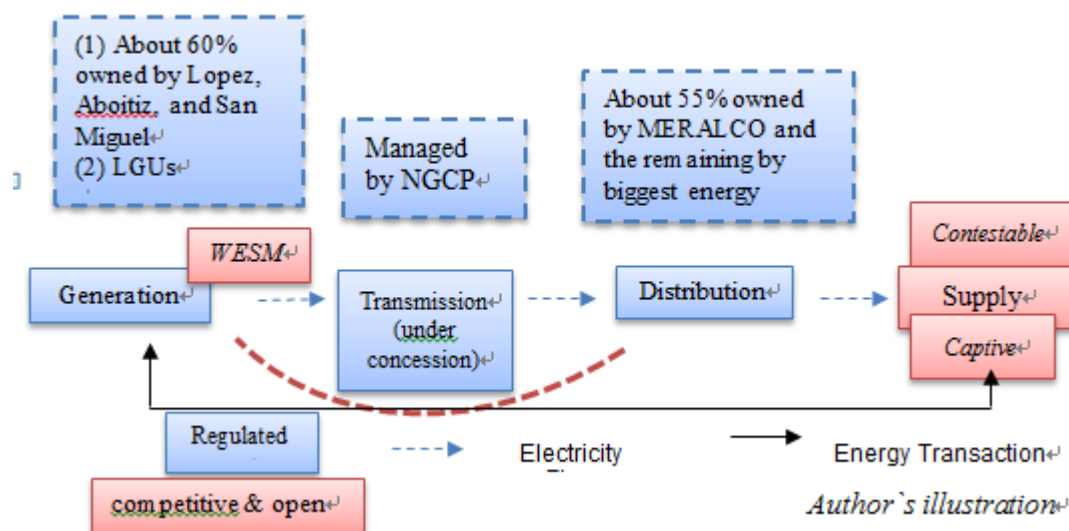 (1) About 60%
owned by Lopez,
Aboitiz, and San
Miguel
(2) LGUs
Managed
by NGCP
About 55% owned
by MERALCO and
the remaining by
biggest energy
WESM
Contestable
Generation
Transmission
(under
concession)
Distribution
Supply
Captive
Regulated
Electricity
Energy Transaction
competitive & open
Author`s illustration